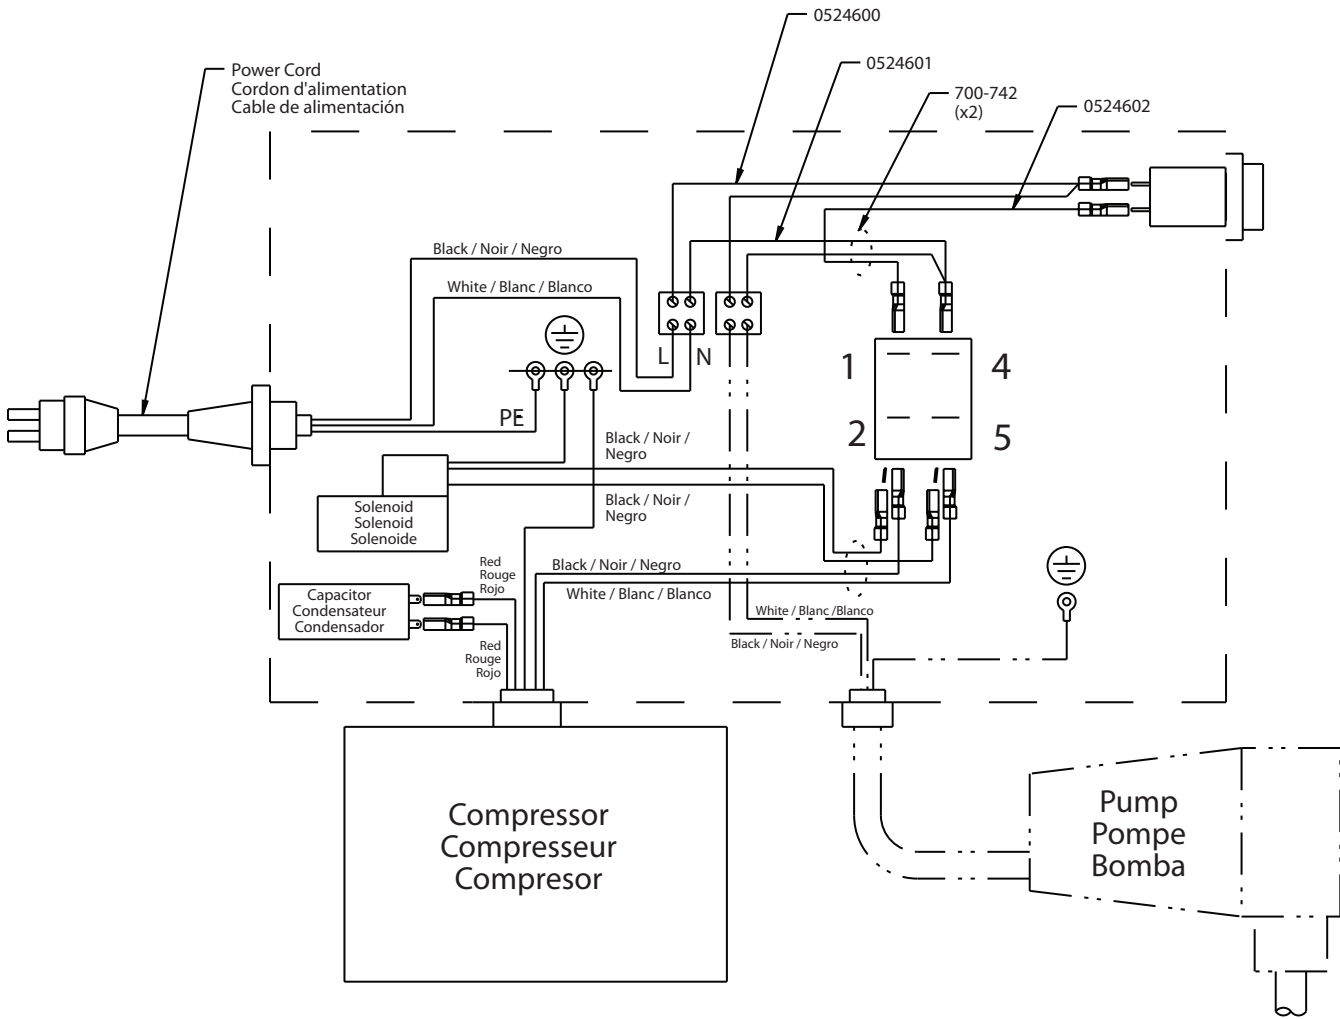 0524600
0524601
700-742
(x2)
0524602
Power Cord
Cordon d'alimentation
Cable de alimentación
Black / Noir / Negro
White / Blanc / Blanco
L
N
PE
1
4
2
5
Black / Noir /
Negro
Black / Noir /
Negro
Solenoid
Solenoid
Solenoide
Red
Rouge
Rojo
Black / Noir / Negro
White / Blanc / Blanco
Capacitor
Condensateur
Condensador
White / Blanc /Blanco
Black / Noir / Negro
Red
Rouge
Rojo
Compressor
Compresseur
Compresor
Pump
Pompe
Bomba